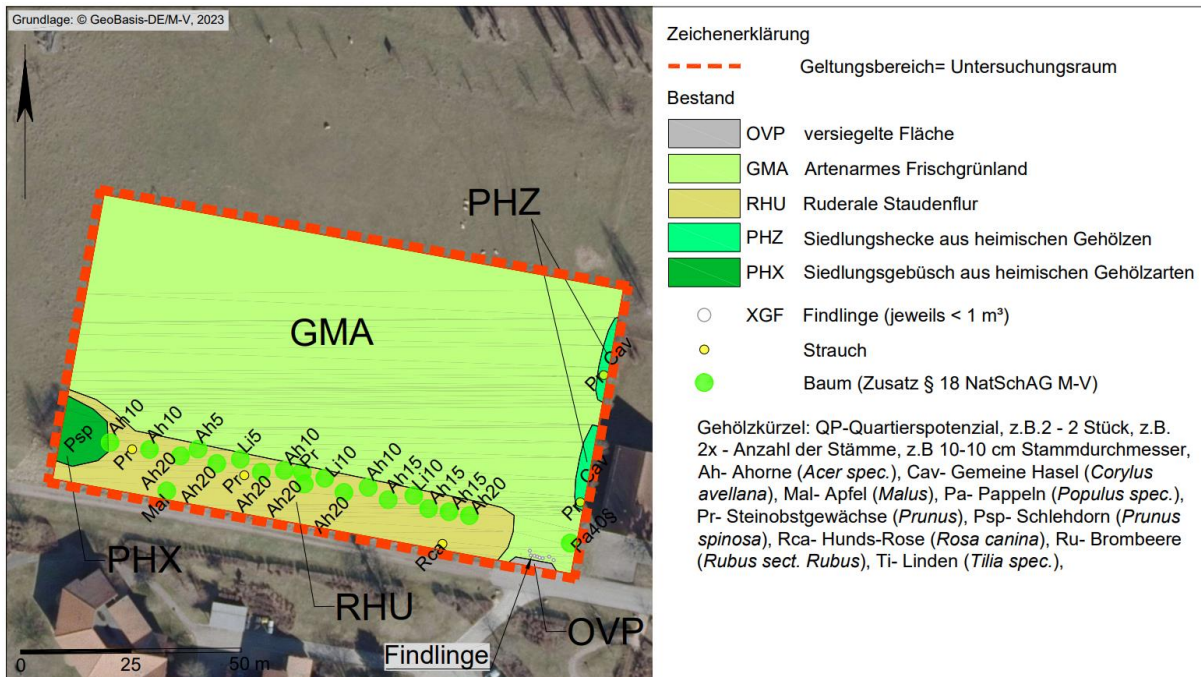 Grundlage: © GeoBasis-DE/M-V, 2023
PHZ
GMA
Pr
Cav
Psp
Ah10
Pr
Ah10
Ah20
Mal
Ah5
Ah20
Li5
Pr
Ah20
Ah10
Pr
Ah20
Li10
Ah20
Ah10
Ah15
Li10
Ah15
Ah15
Ah20
Rca
Cav
Pr
Pa40§
PHX
RHU
OVP
Findlinge
0 25 50 m
Zeichenerklärung
Geltungsbereich= Untersuchungsraum
Bestand
OVP versiegelte Fläche
GMA Artenarmes Frischgrünland
RHU Ruderale Staudenflur
PHZ Siedlungshecke aus heimischen Gehölzen
PHX Siedlungsgebüsch aus heimischen Gehölzarten
XGF Findlinge (jeweils < 1 m³)
Strauch
Baum (Zusatz § 18 NatSchAG M-V)
Gehölzkürzel: QP-Quartierspotenzial, z.B.2 - 2 Stück, z.B.
2x - Anzahl der Stämme, z.B 10-10 cm Stammdurchmesser,
Ah- Ahorne (Acer spec.), Cav- Gemeine Hasel (Corylus
avellana), Mal- Apfel (Malus), Pa- Pappeln (Populus spec.),
Pr- Steinobstgewächse (Prunus), Psp- Schlehdorn (Prunus
spinosa), Rca- Hunds-Rose (Rosa canina), Ru- Brombeere
(Rubus sect. Rubus), Ti- Linden (Tilia spec.),